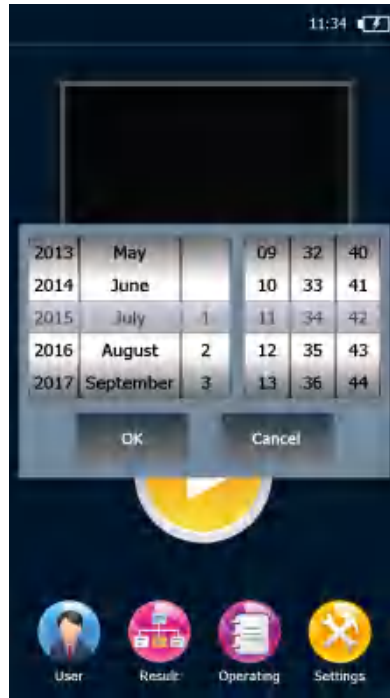 11:34
2013 May 09 32 40
2014 June 10 33 41
2015 July 1 11 34 42
2016 August 2 12 35 43
2017 September 3 13 36 44
OK Cancel
User Result Operating Settings